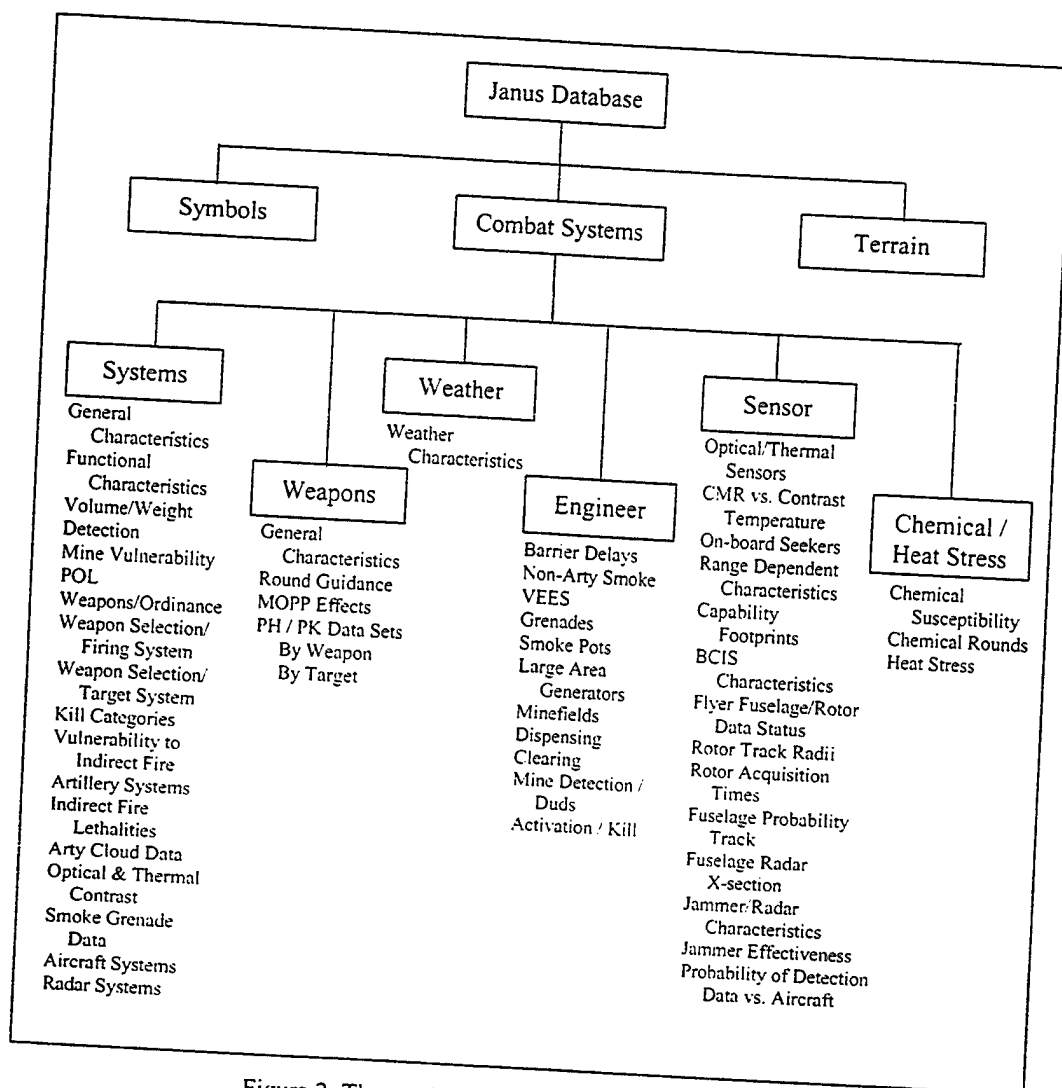 Janus Database
Symbols
Combat Systems
Terrain
Systems
General
Characteristics
Functional
Characteristics
Volume/Weight
Detection
Mine Vulnerability
POL
Weapons/Ordinance
Weapon Selection/
Firing System
Weapon Selection/
Target System
Kill Categories
Vulnerability to
Indirect Fire
Artillery Systems
Indirect Fire
Lethalities
Arty Cloud Data
Optical & Thermal
Contrast
Smoke Grenade
Data
Aircraft Systems
Radar Systems
Weapons
General
Characteristics
Round Guidance
MOPP Effects
PH / PK Data Sets
By Weapon
By Target
Weather
Weather
Characteristics
Engineer
Barrier Delays
Non-Arty Smoke
VEES
Grenades
Smoke Pots
Large Area
Generators
Minefields
Dispensing
Clearing
Mine Detection /
Duds
Activation / Kill
Sensor
Optical/Thermal
Sensors
CMR vs. Contrast
Temperature
On-board Seekers
Range Dependent
Characteristics
Capability
Footprints
BCIS
Characteristics
Flyer Fuselage/Rotor
Data Status
Rotor Track Radii
Rotor Acquisition
Times
Fuselage Probability
Track
Fuselage Radar
X-section
Jammer/Radar
Characteristics
Jammer Effectiveness
Probability of Detection
Data vs. Aircraft
Chemical /
Heat Stress
Chemical
Susceptibility
Chemical Rounds
Heat Stress